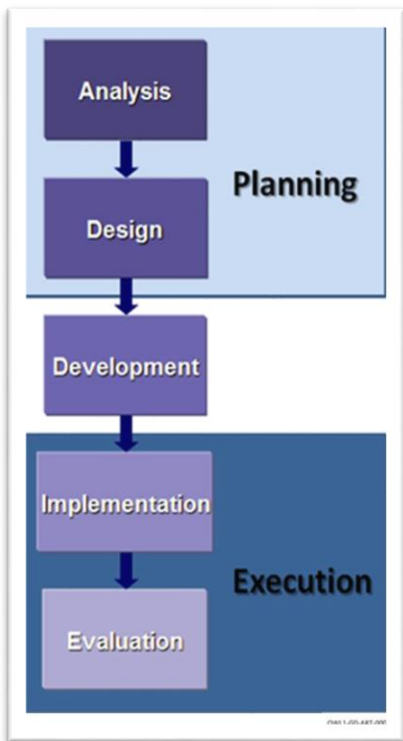 Analysis
Planning
Design
Development
Implementation
Execution
Evaluation